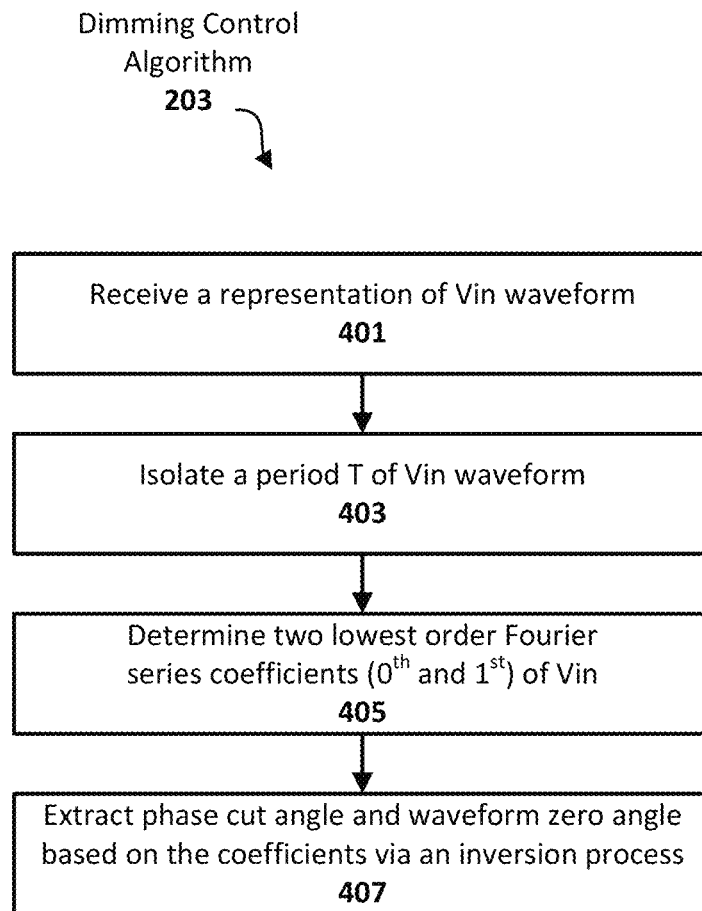 Dimming Control
Algorithm
203
Receive a representation of Vin waveform
401
Isolate a period T of Vin waveform
403
Determine two lowest order Fourier
series coefficients (0th and 1st) of Vin
405
Extract phase cut angle and waveform zero angle
based on the coefficients via an inversion process
407